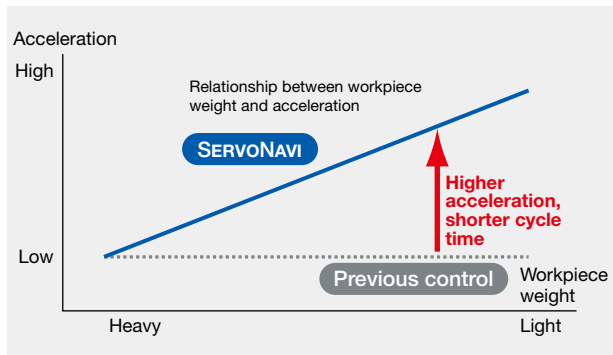 Acceleration
High
Relationship between workpiece
weight and acceleration
SERVONAVI
Higher
acceleration,
shorter cycle
time
Low
Previous control
Workpiece
weight
Heavy
Light